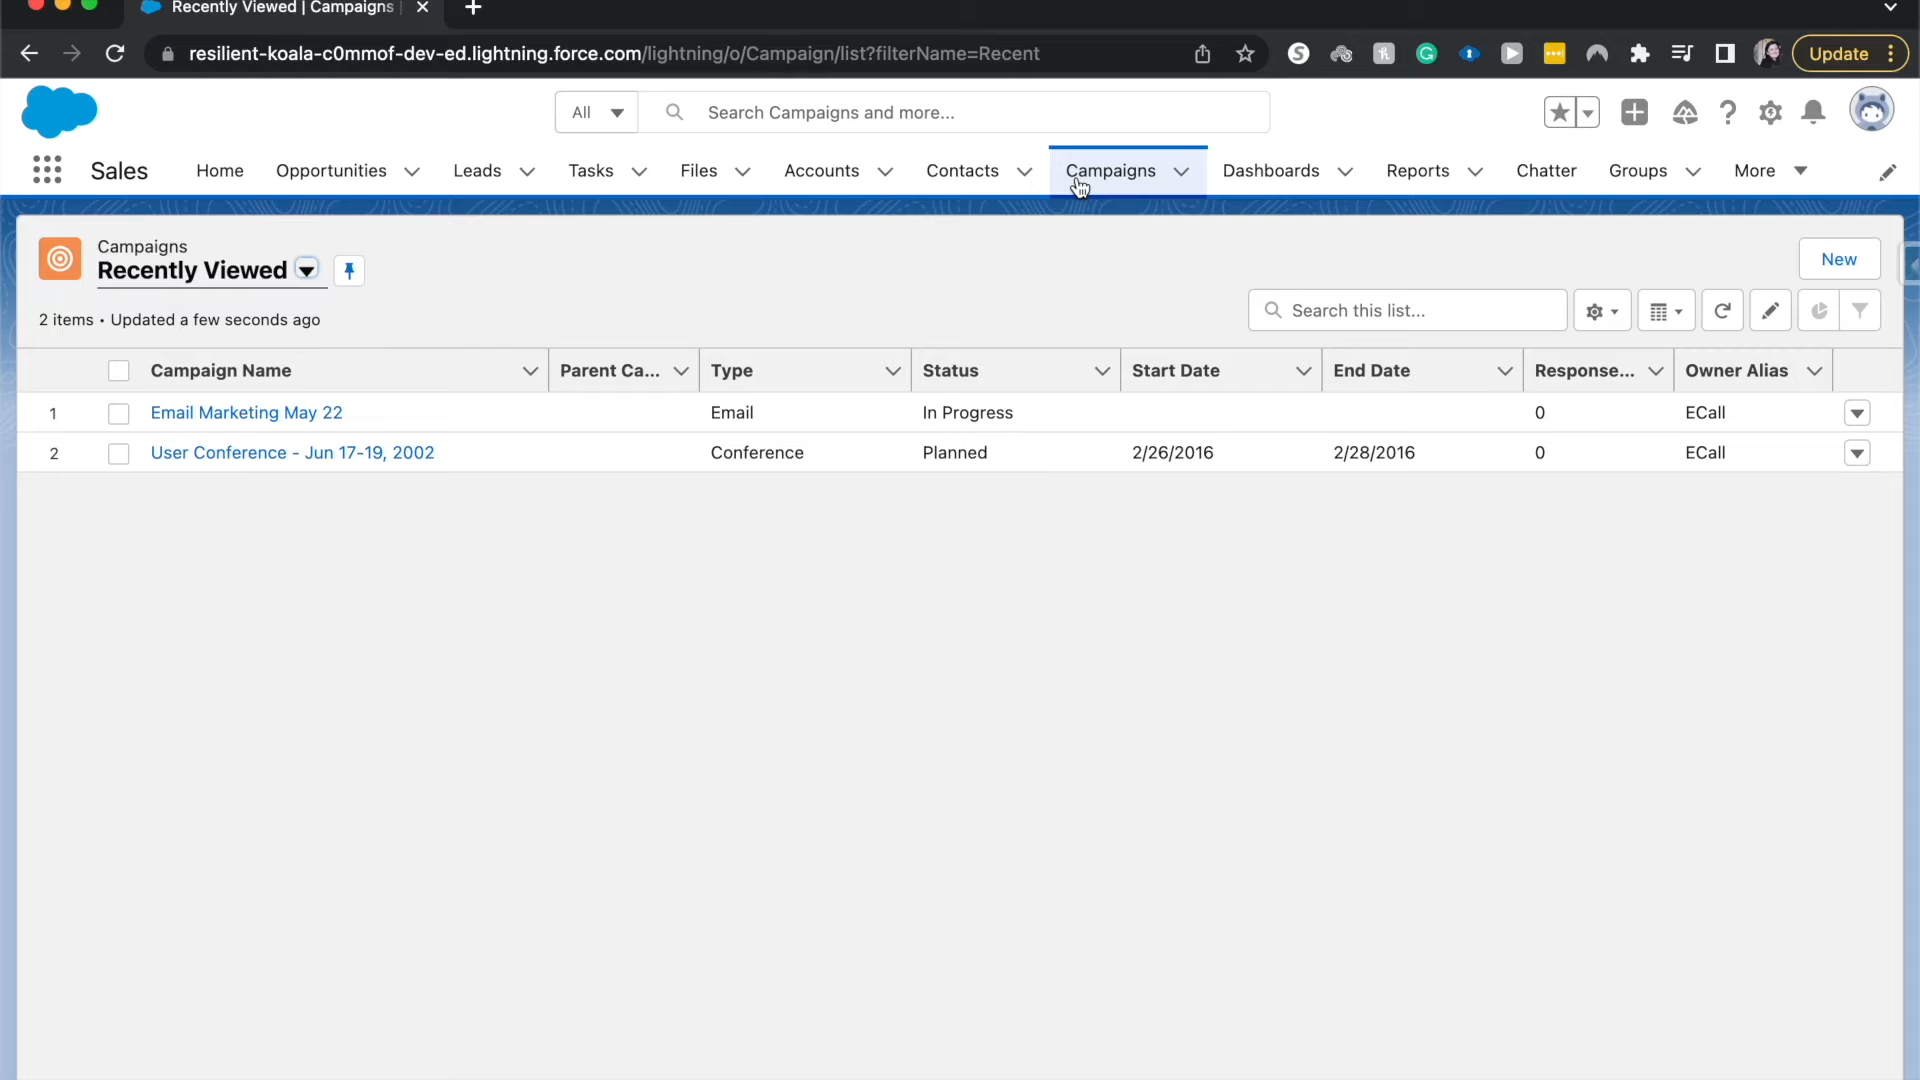 Recently Viewed | Campaigns |
resilient-koala-c0mmof-dev-ed.lightning.force.com/lightning/o/Campaign/list?filterName=Recent
Update
All
Search Campaigns and more...
Sales
Home
Opportunities
Leads
Tasks
Files
Accounts
Contacts
Campaigns
Dashboards
Reports
Chatter
Groups
More
Campaigns
Recently Viewed
New
2 items • Updated a few seconds ago
Search this list...
Campaign Name Parent Ca... Type Status Start Date End Date Response... Owner Alias
1 Email Marketing May 22 Email In Progress 0 ECall
2 User Conference - Jun 17-19, 2002 Conference Planned 2/26/2016 2/28/2016 0 ECall